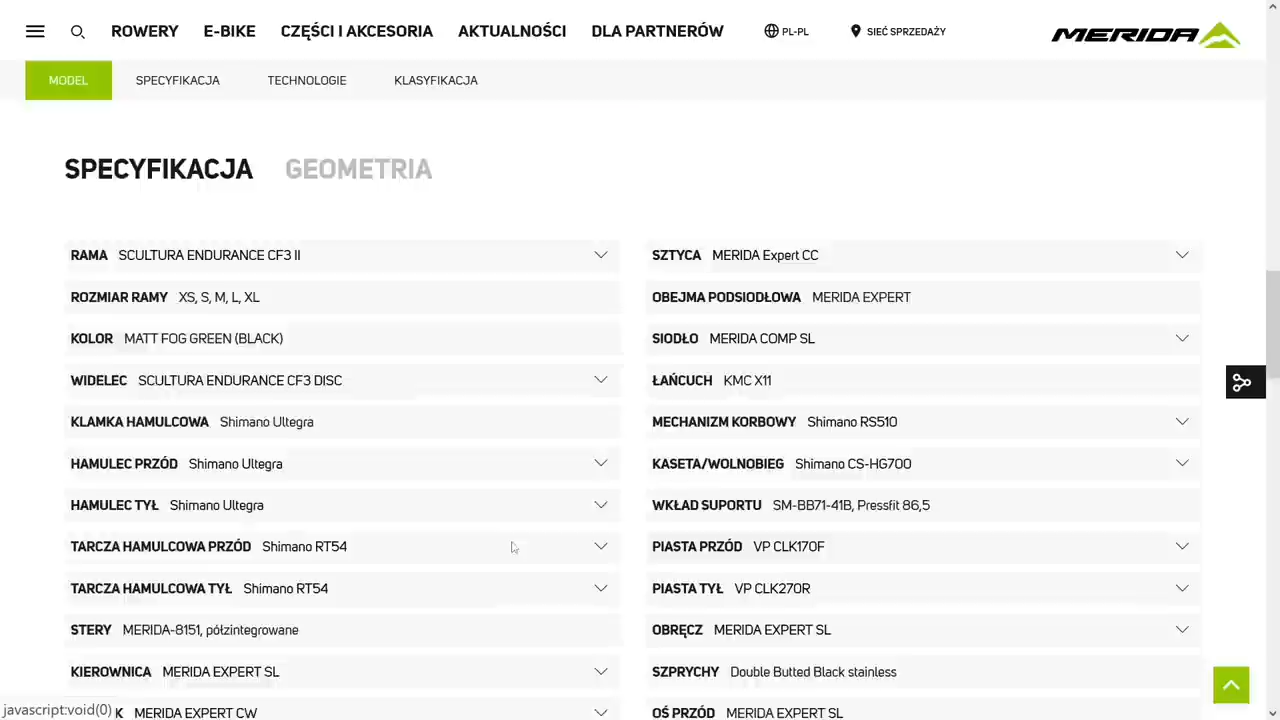 ROWERY E-BIKE CZĘŚCI I AKCESORIA AKTUALNOŚCI DLA PARTNERÓW PL-PL SIEĆ SPRZEDAŻY MERIDA
MODEL SPECYFIKACJA TECHNOLOGIE KLASYFIKACJA
SPECYFIKACJA GEOMETRIA
RAMA SCULTURA ENDURANCE CF3 II
ROZMIAR RAMY XS, S, M, L, XL
KOLOR MATT FOG GREEN (BLACK)
WIDELEC SCULTURA ENDURANCE CF3 DISC
KLAMKA HAMULCOWA Shimano Ultegra
HAMULEC PRZÓD Shimano Ultegra
HAMULEC TYŁ Shimano Ultegra
TARCZA HAMULCOWA PRZÓD Shimano RT54
TARCZA HAMULCOWA TYŁ Shimano RT54
STERY MERIDA-8151, półzintegrowane
KIEROWNICA MERIDA EXPERT SL
K MERIDA EXPERT CW
SZTYCA MERIDA Expert CC
OBEJMA PODSIODŁOWA MERIDA EXPERT
SIODŁO MERIDA COMP SL
ŁAŃCUCH KMC X11
MECHANIZM KORBOWY Shimano RS510
KASETA/WOLNOBIEG Shimano CS-HG700
WKŁAD SUPORTU SM-BB71-41B, Pressfit 86,5
PIASTA PRZÓD VP CLK170F
PIASTA TYŁ VP CLK270R
OBRĘCZ MERIDA EXPERT SL
SZPRYCHY Double Butted Black stainless
OŚ PRZÓD MERIDA EXPERT SL
javascript:void(0)